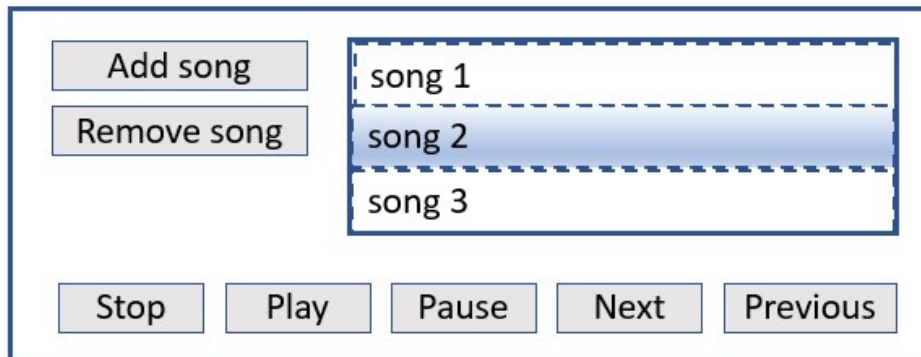 Add song
Remove song
song 1
song 2
song 3
Stop Play Pause Next Previous